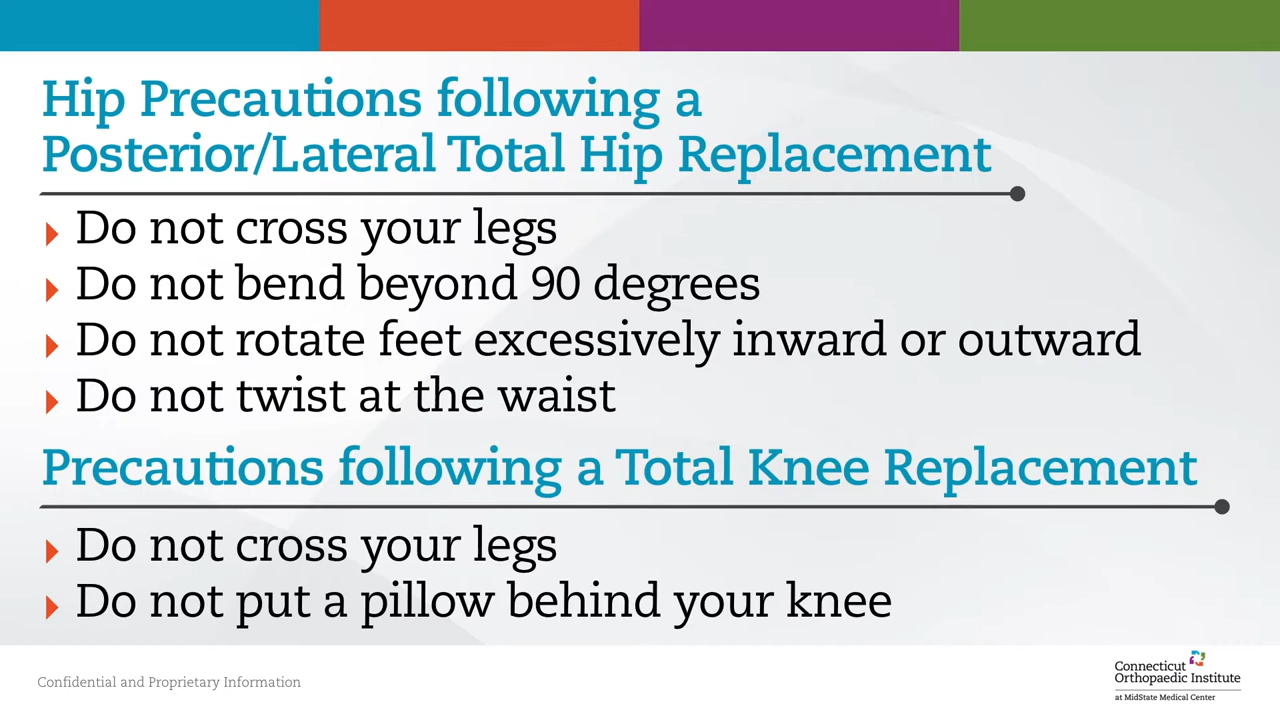 Hip Precautions following a
Posterior/Lateral Total Hip Replacement
Do not cross your legs
Do not bend beyond 90 degrees
Do not rotate feet excessively inward or outward
Do not twist at the waist
Precautions following a Total Knee Replacement
Do not cross your legs
Do not put a pillow behind your knee
Confidential and Proprietary Information
Connecticut
Orthopaedic Institute
at MidState Medical Center